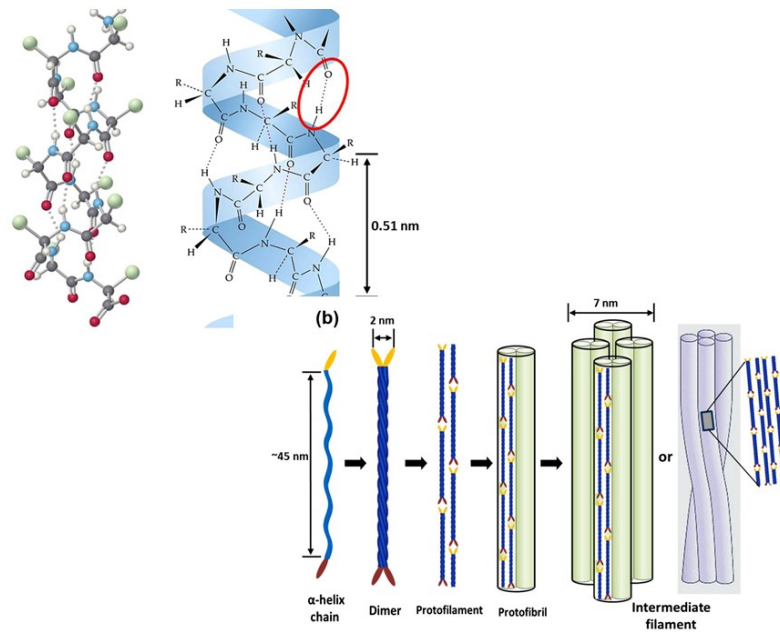 H
O
R
N
C
H
0.51 nm
(b)
2 nm
7 nm
~45 nm
or
α-helix
chain
Dimer
Protofilament
Protofibril
Intermediate
filament